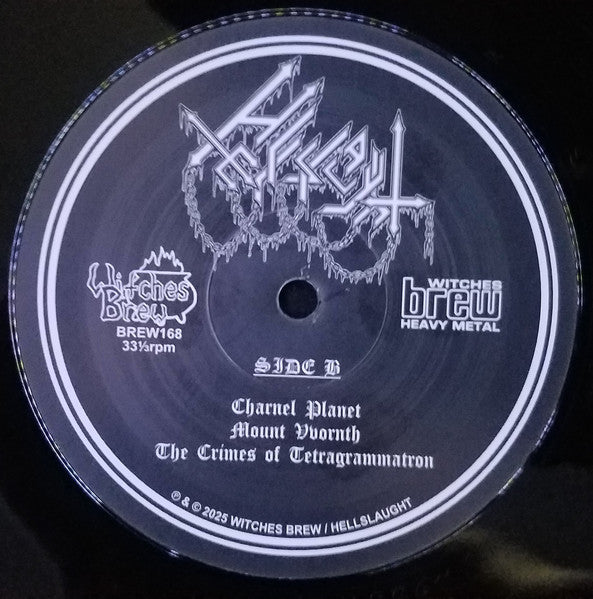 Hellslaught
Witches
Brew
BREW168
33⅓rpm
WITCHES
brew
HEAVY METAL
SIDE B
Charnel Planet
Mount Vvornth
The Crimes of Tetragrammatron
℗ & © 2025 WITCHES BREW / HELLSLAUGHT